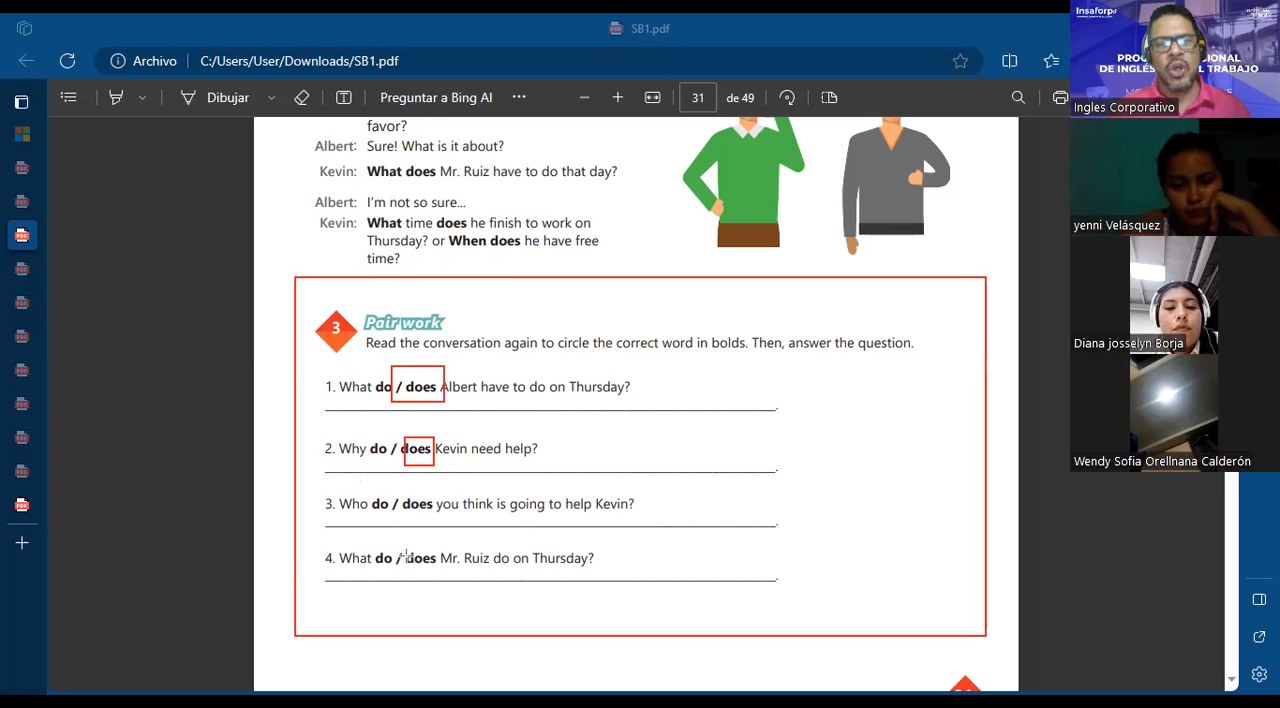 SB1.pdf
Archivo
C:/Users/User/Downloads/SB1.pdf
Dibujar
Preguntar a Bing AI
31
de 49
favor?
Albert: Sure! What is it about?
Kevin: What does Mr. Ruiz have to do that day?
Albert: I'm not so sure...
Kevin: What time does he finish to work on
Thursday? or When does he have free
time?
3
Pair work
Read the conversation again to circle the correct word in bolds. Then, answer the question.
1. What do / does Albert have to do on Thursday?
2. Why do / does Kevin need help?
3. Who do / does you think is going to help Kevin?
4. What do / does Mr. Ruiz do on Thursday?
Insaforp
DE INGLÉS
TRABAJO
Ingles Corporativo
yenni Velásquez
Diana josselyn Borja
Wendy Sofia Orellnana Calderón